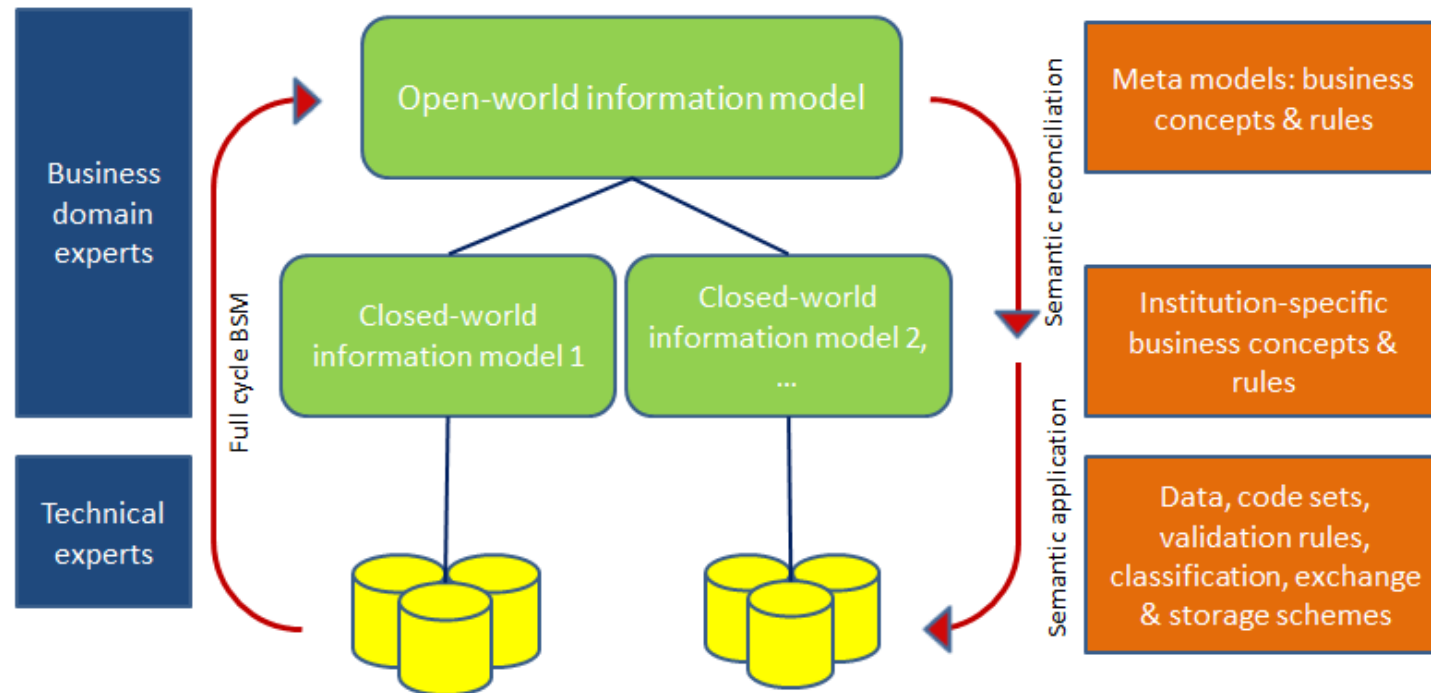 Business
domain
experts
Technical
experts
Full cycle BSM
Open-world information model
Closed-world
information model 1
Closed-world
information model 2,
...
Semantic reconciliation
Semantic application
Meta models: business
concepts & rules
Institution-specific
business concepts &
rules
Data, code sets,
validation rules,
classification, exchange
& storage schemes